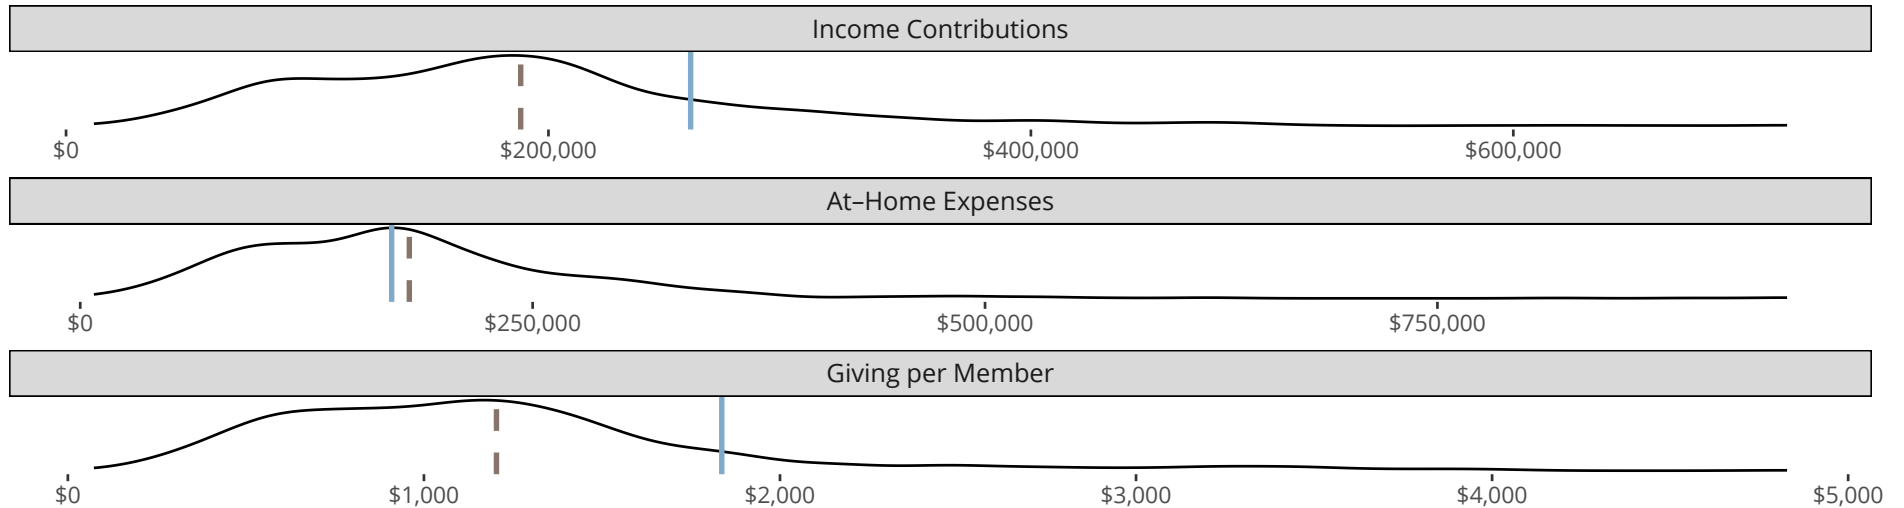 Income Contributions
$0 $200,000 $400,000 $600,000
At–Home Expenses
$0 $250,000 $500,000 $750,000
Giving per Member
$0 $1,000 $2,000 $3,000 $4,000 $5,000